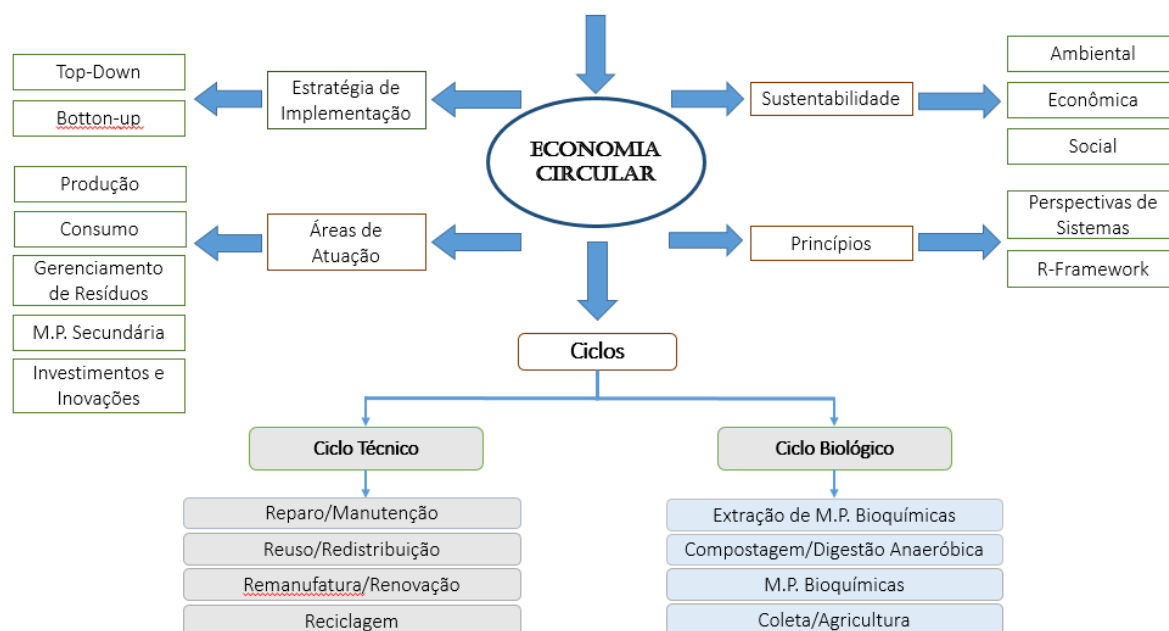 Top-Down
Botton-up
Estratégia de
Implementação
ECONOMIA
CIRCULAR
Sustentabilidade
Ambiental
Econômica
Social
Produção
Consumo
Gerenciamento
de Resíduos
M.P. Secundária
Investimentos e
Inovações
Áreas de
Atuação
Princípios
Perspectivas de
Sistemas
R-Framework
Ciclos
Ciclo Técnico
Reparo/Manutenção
Reuso/Redistribuição
Remanufatura/Renovação
Reciclagem
Ciclo Biológico
Extração de M.P. Bioquímicas
Compostagem/Digestão Anaeróbica
M.P. Bioquímicas
Coleta/Agricultura